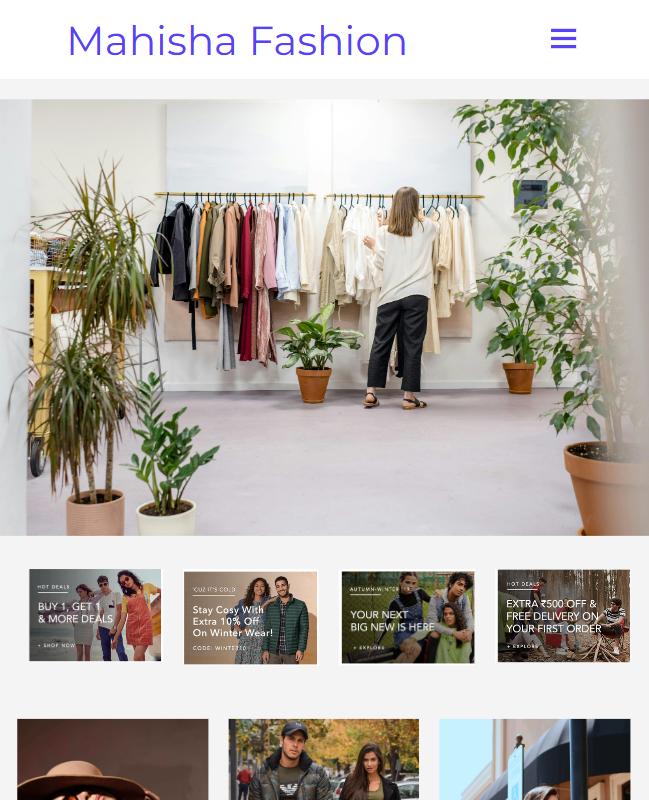 Mahisha Fashion
HOT DEALS
BUY 1, GET 1
& MORE DEALS
+ SHOP NOW
'CUZ IT'S COLD
Stay Cosy With
Extra 10% Off
On Winter Wear!
CODE: WINTER10
AUTUMN-WINTER
YOUR NEXT
BIG NEW IS HERE
+ EXPLORE
HOT DEALS
EXTRA ₹500 OFF &
FREE DELIVERY ON
YOUR FIRST ORDER
+ EXPLORE